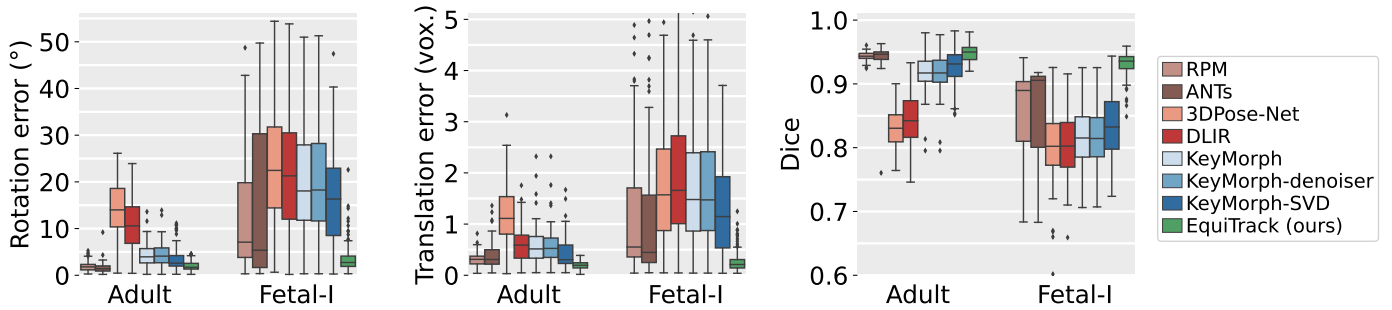 Rotation error (°)
50
40
30
20
10
0
Adult
Fetal-I
Translation error (vox.)
5
4
3
2
1
0
Adult
Fetal-I
Dice
1.0
0.9
0.8
0.7
0.6
Adult
Fetal-I
RPM
ANTs
3DPose-Net
DLIR
KeyMorph
KeyMorph-denoiser
KeyMorph-SVD
EquiTrack (ours)